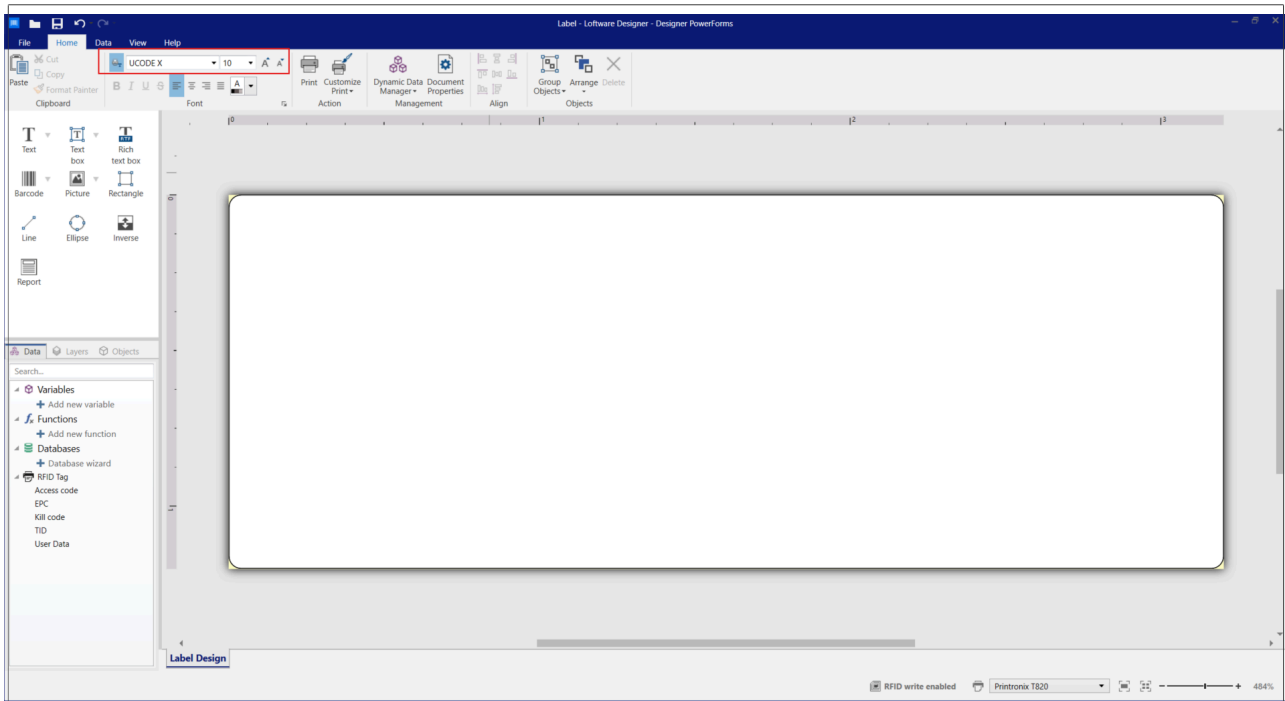 Label - Loftware Designer - Designer PowerForms
File Home Data View Help
Paste
Cut
Copy
Format Painter
Clipboard
UCODE X 10 A A
B I U S A
Font
Print
Customize Print
Action
Dynamic Data Manager
Document Properties
Management
Align
Group Objects
Arrange
Delete
Objects
Text
Text box
Rich text box
Barcode
Picture
Rectangle
Line
Ellipse
Inverse
Report
0 1 2 3
0
1
Data Layers Objects
Search...
Variables
Add new variable
Functions
Add new function
Databases
Database wizard
RFID Tag
Access code
EPC
Kill code
TID
User Data
Label Design
RFID write enabled Printronix T820 484%